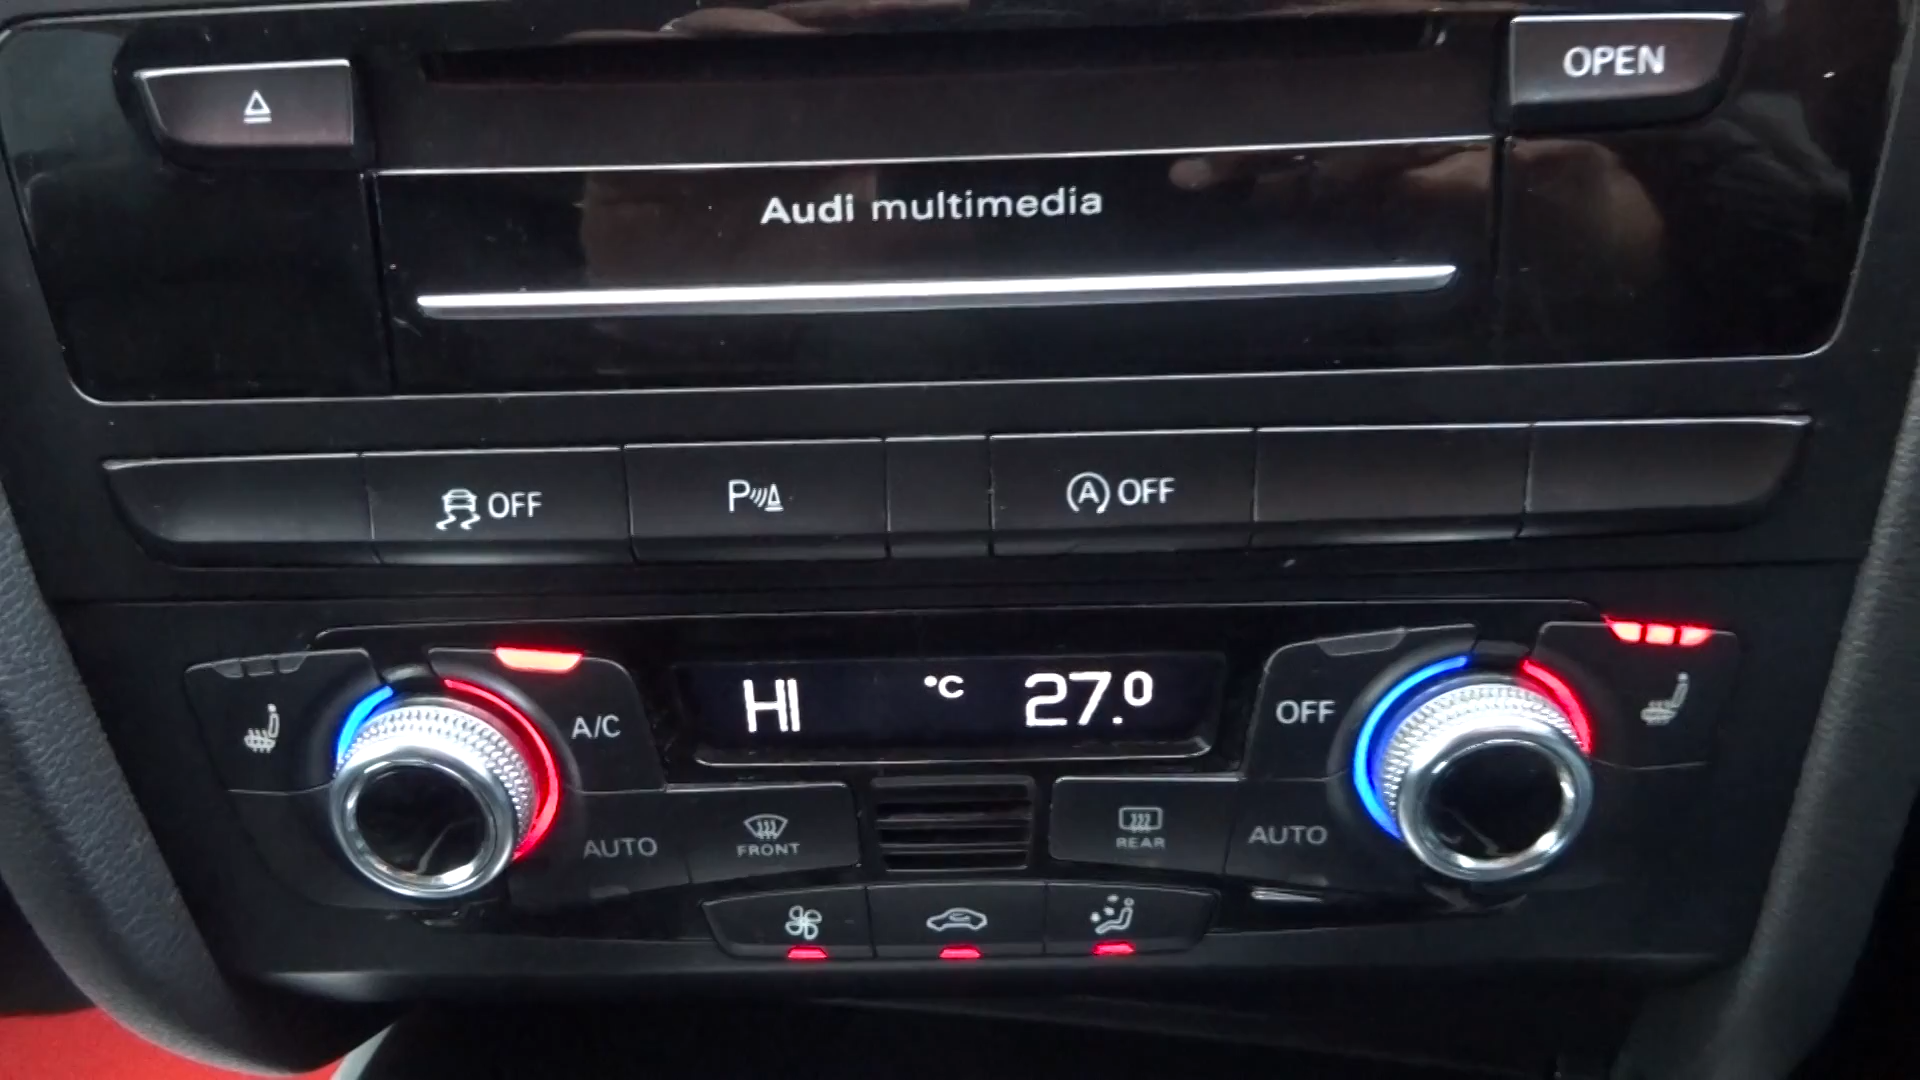 OPEN
Audi multimedia
OFF
P
A OFF
HI °C 27.0
A/C
OFF
AUTO
FRONT
REAR
AUTO